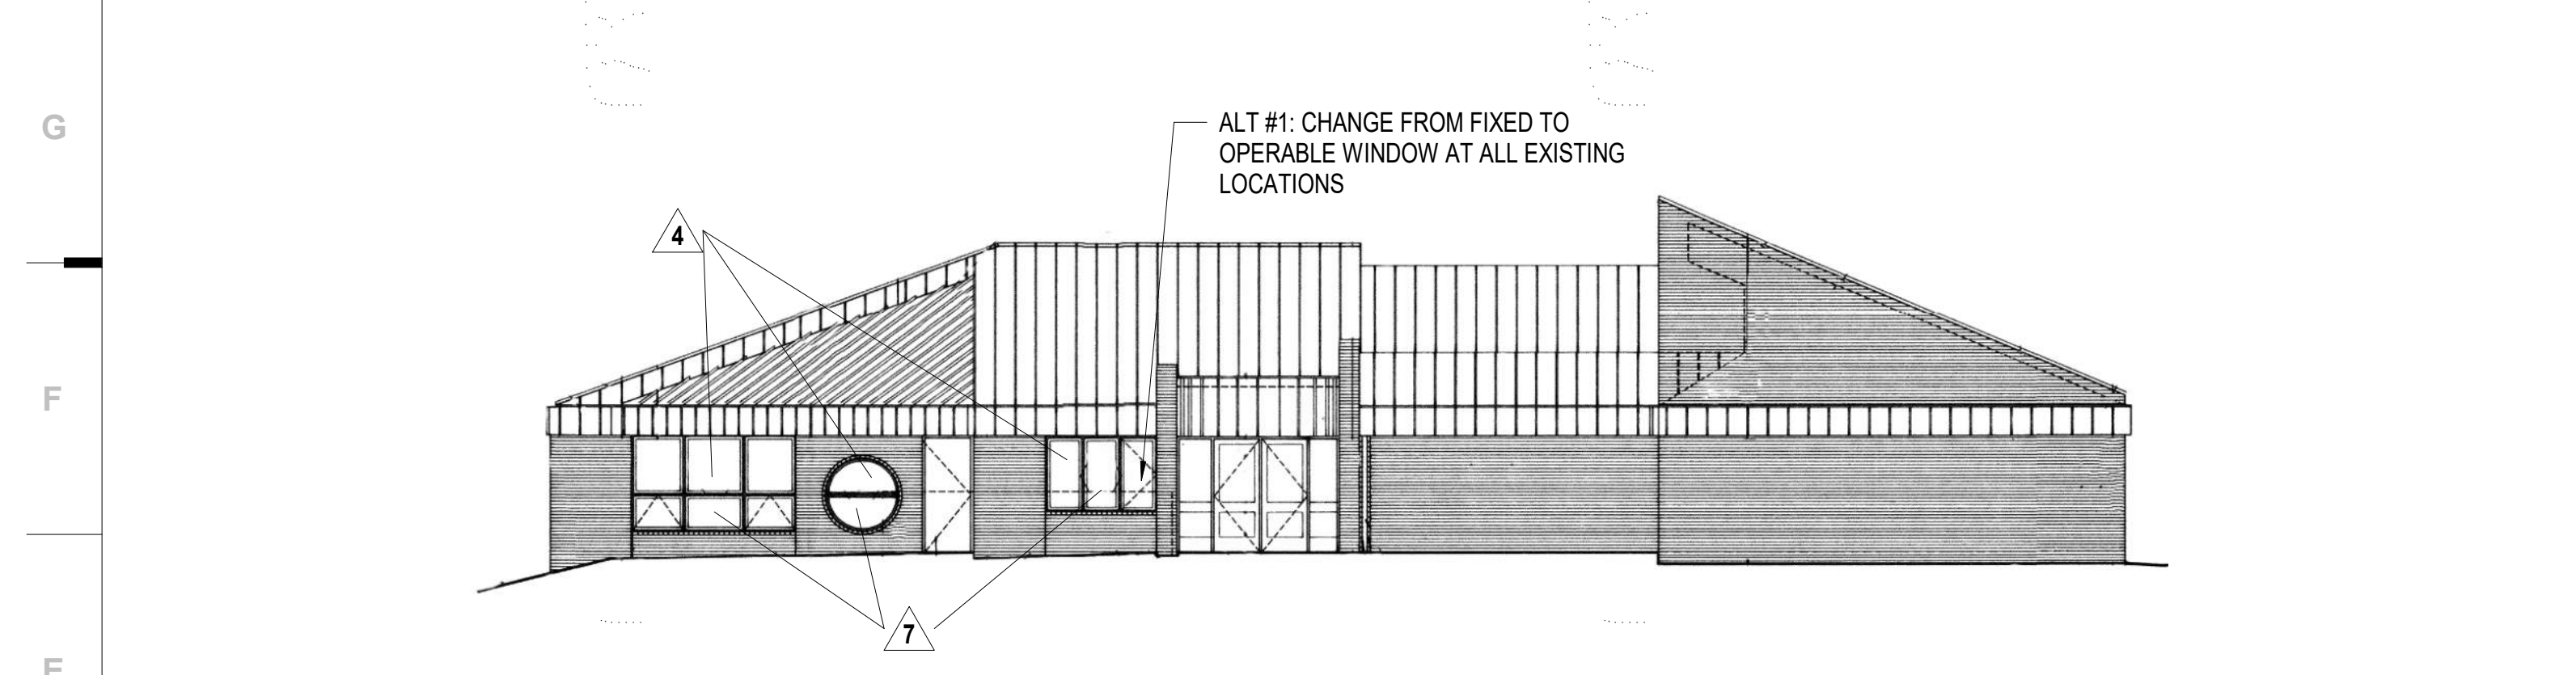 G
ALT #1: CHANGE FROM FIXED TO
OPERABLE WINDOW AT ALL EXISTING
LOCATIONS
4
F
7